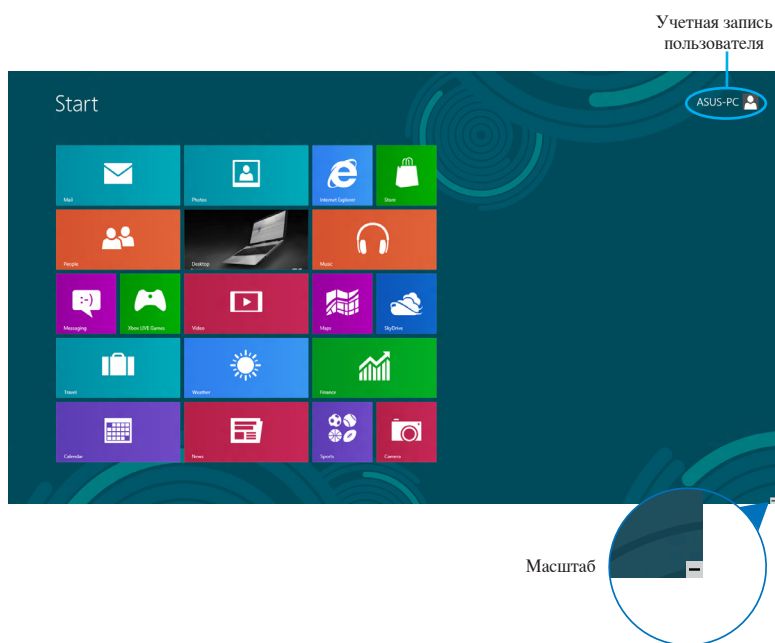 Учетная запись
пользователя
Start
ASUS-PC
Mail
Photos
Internet Explorer
Store
People
Desktop
Music
Messaging
Xbox LIVE Games
Video
Maps
SkyDrive
Travel
Weather
Finance
Calendar
News
Sports
Camera
Масштаб